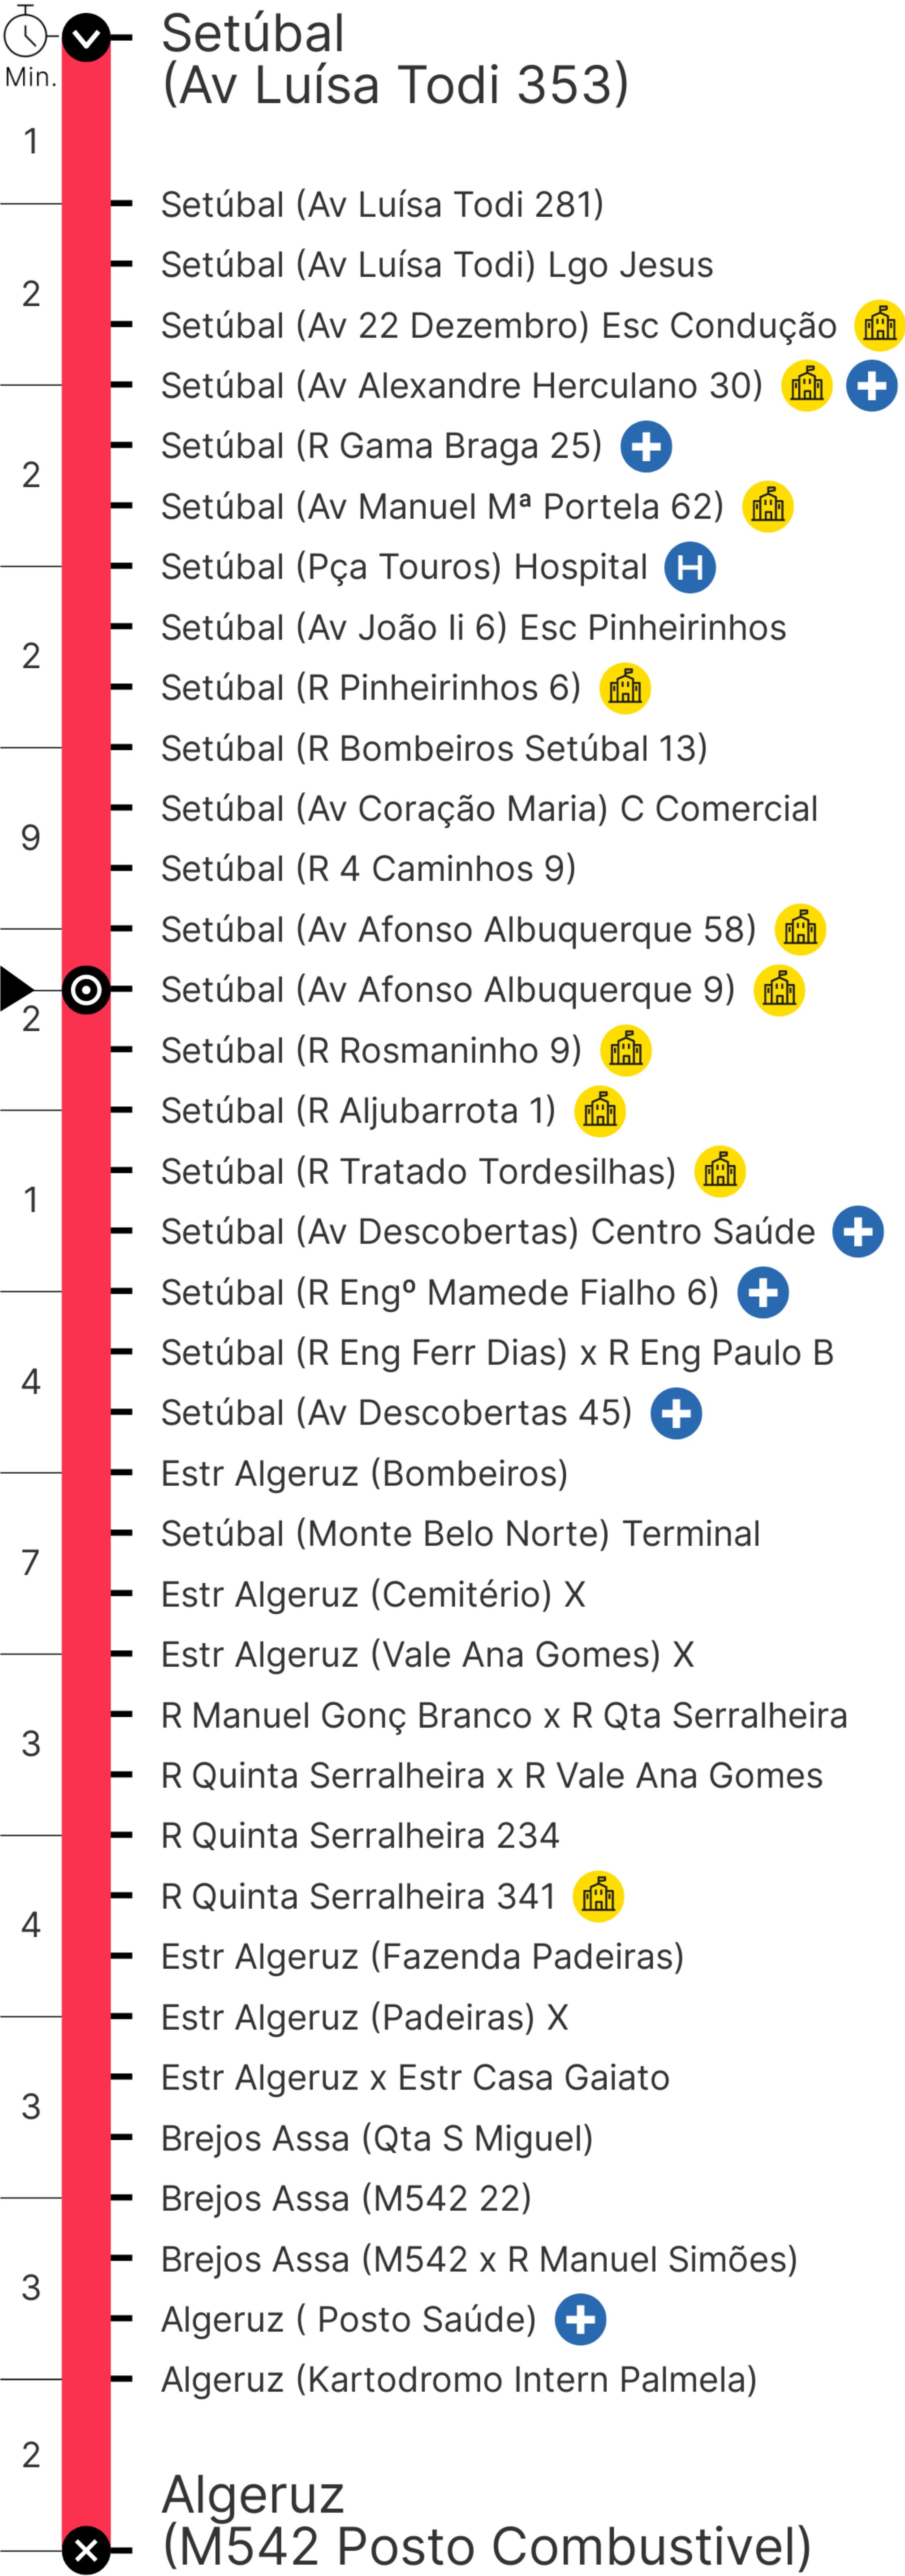 Setúbal
Min.
(Av Luísa Todi 353)
1
Setúbal (Av Luísa Todi 281)
Setúbal (Av Luísa Todi) Lgo Jesus
2
Setúbal (Av 22 Dezembro) Esc Condução
Setúbal (Av Alexandre Herculano 30)
Setúbal (R Gama Braga 25)
2
Setúbal (Av Manuel Mª Portela 62)
Setúbal (Pça Touros) Hospital H
Setúbal (Av João Ii 6) Esc Pinheirinhos
2
Setúbal (R Pinheirinhos 6)
Setúbal (R Bombeiros Setúbal 13)
Setúbal (Av Coração Maria) C Comercial
9
Setúbal (R 4 Caminhos 9)
Setúbal (Av Afonso Albuquerque 58)
Setúbal (Av Afonso Albuquerque 9)
2
Setúbal (R Rosmaninho 9)
Setúbal (R Aljubarrota 1)
Setúbal (R Tratado Tordesilhas)
1
Setúbal (Av Descobertas) Centro Saúde
Setúbal (R Engº Mamede Fialho 6)
Setúbal (R Eng Ferr Dias) x R Eng Paulo B
4
Setúbal (Av Descobertas 45)
Estr Algeruz (Bombeiros)
Setúbal (Monte Belo Norte) Terminal
7
Estr Algeruz (Cemitério) X
Estr Algeruz (Vale Ana Gomes) X
R Manuel Gonç Branco x R Qta Serralheira
3
R Quinta Serralheira x R Vale Ana Gomes
R Quinta Serralheira 234
R Quinta Serralheira 341
4
Estr Algeruz (Fazenda Padeiras)
Estr Algeruz (Padeiras) X
Estr Algeruz x Estr Casa Gaiato
3
Brejos Assa (Qta S Miguel)
Brejos Assa (M542 22)
Brejos Assa (M542 x R Manuel Simões)
3
Algeruz ( Posto Saúde)
Algeruz (Kartodromo Intern Palmela)
2
Algeruz
(M542 Posto Combustivel)